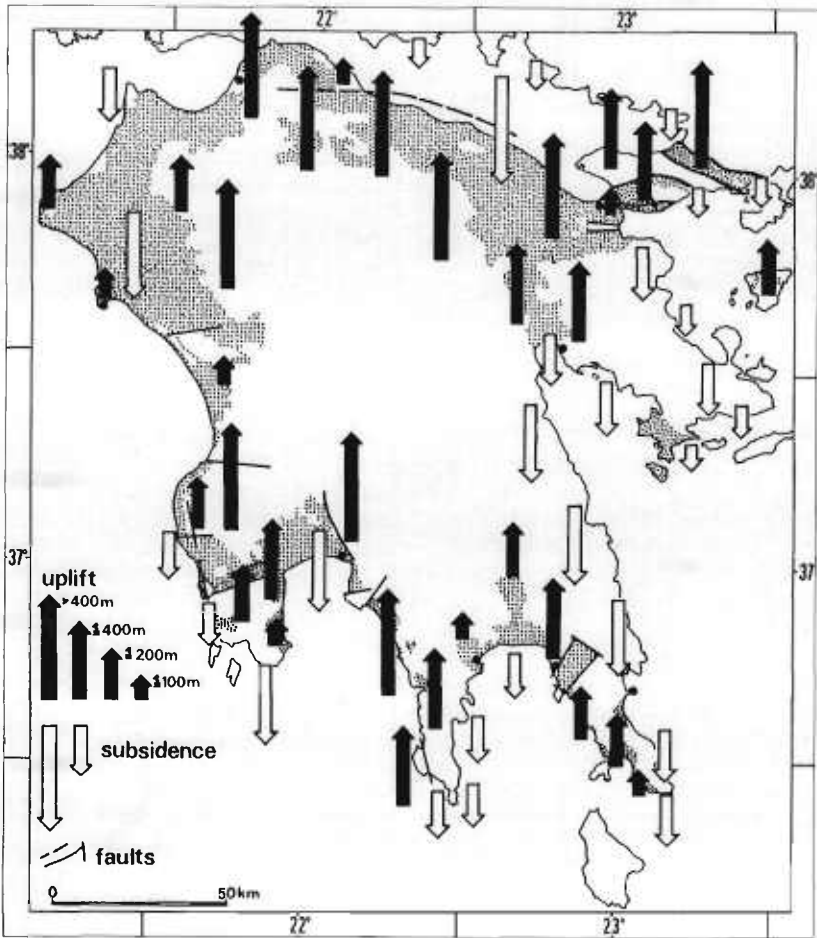 22° 23°
38° 38
37° 37
uplift
>400m
≦400m
≦200m
≦100m
subsidence
faults
0 50km
22° 23°